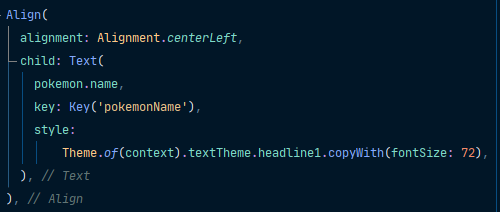 Align(
alignment: Alignment.centerLeft,
child: Text(
pokemon.name,
key: Key('pokemonName'),
style:
Theme.of(context).textTheme.headline1.copyWith(fontSize: 72),
), // Text
), // Align